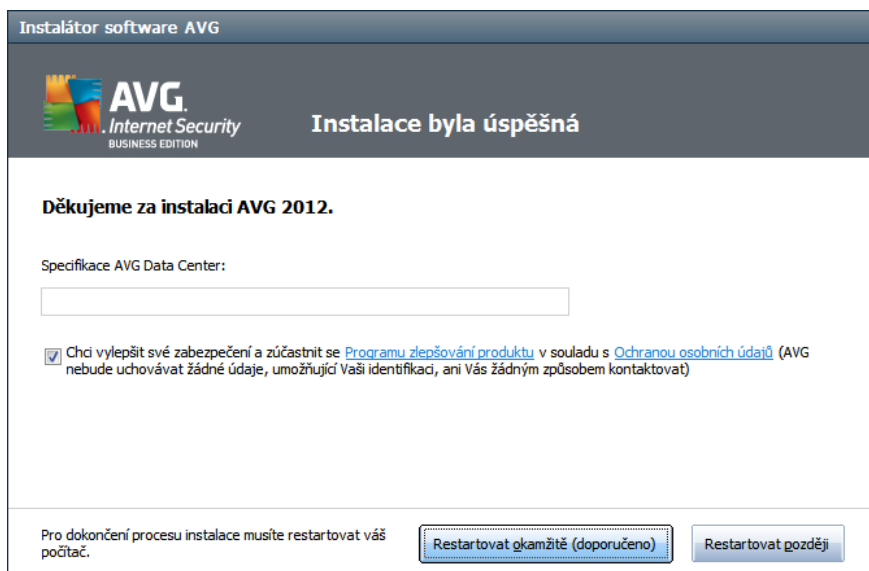 Instalátor software AVG
AVG.
Internet Security
BUSINESS EDITION
Instalace byla úspěšná
Děkujeme za instalaci AVG 2012.
Specifikace AVG Data Center:
Chci vylepšit své zabezpečení a zúčastnit se Programu zlepšování produktu v souladu s Ochranou osobních údajů (AVG
nebude uchovávat žádné údaje, umožňující Vaši identifikaci, ani Vás žádným způsobem kontaktovat)
Pro dokončení procesu instalace musíte restartovat váš
počítač.
Restartovat okamžitě (doporučeno)
Restartovat později